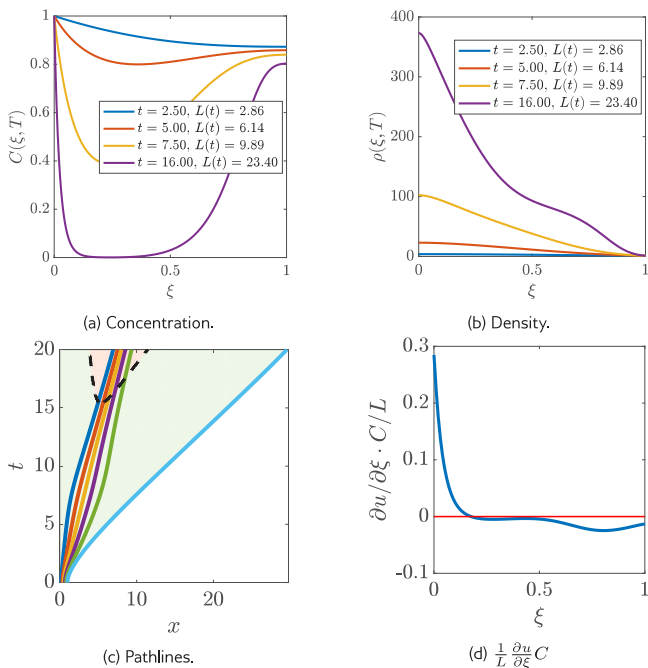 1
0.8
0.6
0.4
0.2
0
C(ξ, T)
t = 2.50, L(t) = 2.86
t = 5.00, L(t) = 6.14
t = 7.50, L(t) = 9.89
t = 16.00, L(t) = 23.40
0 0.5 1
ξ
(a) Concentration.
400
300
200
100
0
ρ(ξ, T)
t = 2.50, L(t) = 2.86
t = 5.00, L(t) = 6.14
t = 7.50, L(t) = 9.89
t = 16.00, L(t) = 23.40
0 0.5 1
ξ
(b) Density.
20
15
10
5
0
t
0 10 20
x
(c) Pathlines.
0.3
0.2
0.1
0
-0.1
∂u/∂ξ · C/L
0 0.5 1
ξ
(d) 1/L ∂u/∂ξ C